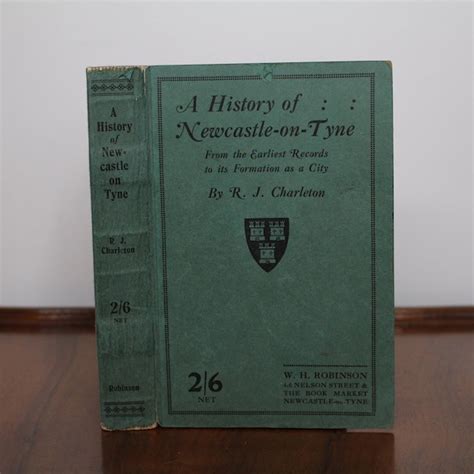 A
History
of
New-
castle
on
Tyne
R. J.
Charleton
2/6
NET
Robinson
A History of : :
Newcastle-on-Tyne
From the Earliest Records
to its Formation as a City
By R. J. Charleton
2/6
NET
W. H. ROBINSON
4 & 6 NELSON STREET &
THE BOOK MARKET
NEWCASTLE-ON-TYNE